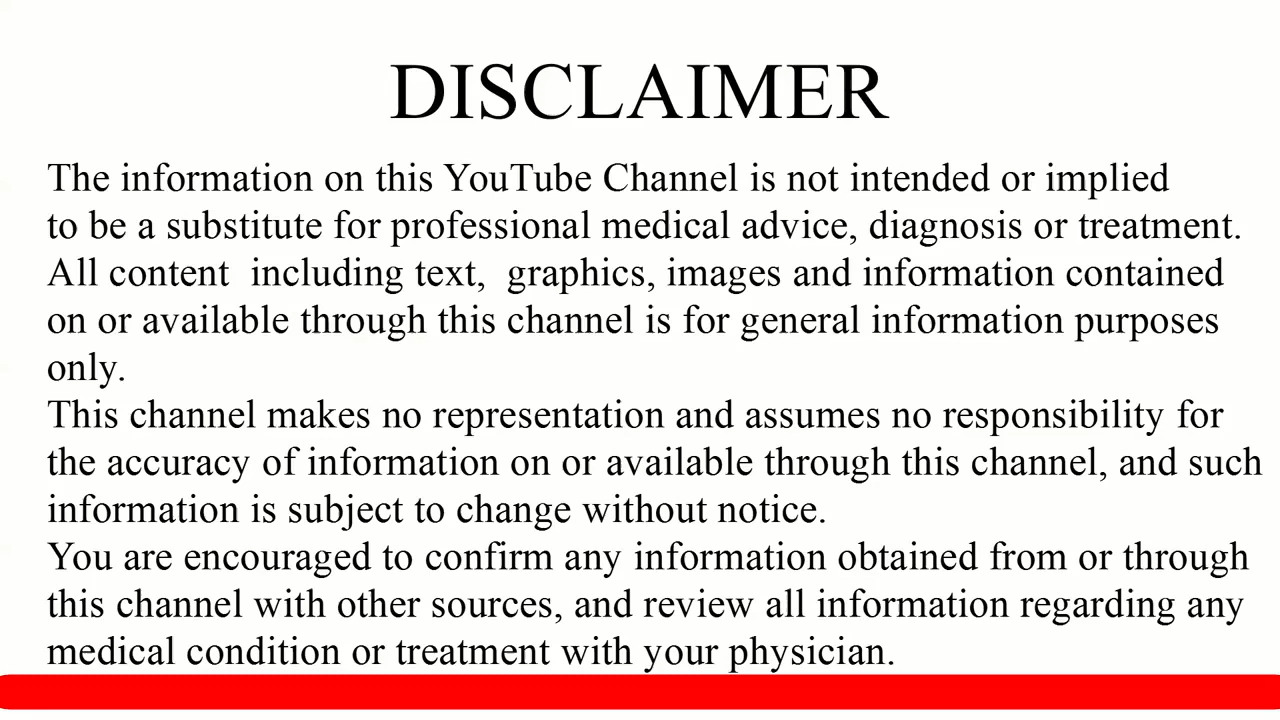 DISCLAIMER
The information on this YouTube Channel is not intended or implied
to be a substitute for professional medical advice, diagnosis or treatment.
All content  including text,  graphics, images and information contained
on or available through this channel is for general information purposes
only.
This channel makes no representation and assumes no responsibility for
the accuracy of information on or available through this channel, and such
information is subject to change without notice.
You are encouraged to confirm any information obtained from or through
this channel with other sources, and review all information regarding any
medical condition or treatment with your physician.